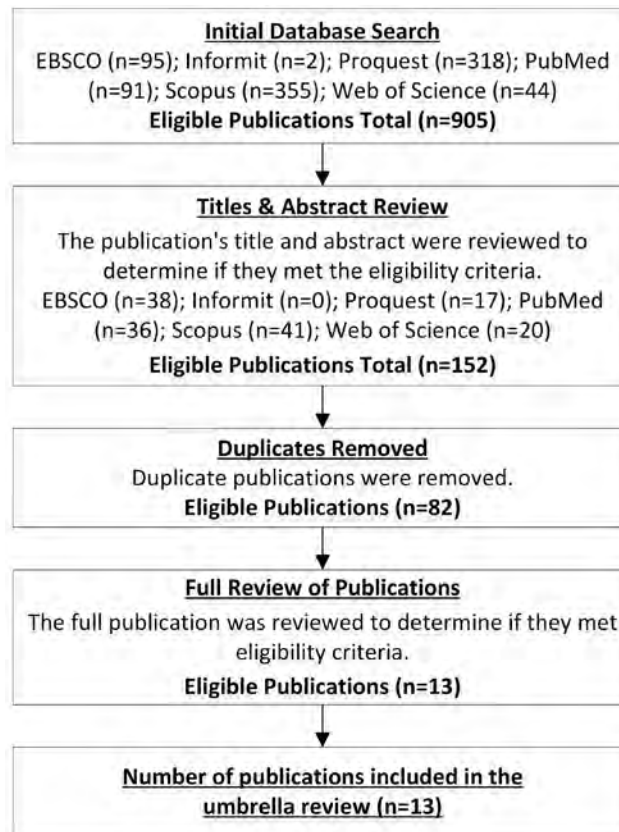 Initial Database Search
EBSCO (n=95); Informit (n=2); Proquest (n=318); PubMed
(n=91); Scopus (n=355); Web of Science (n=44)
Eligible Publications Total (n=905)
Titles & Abstract Review
The publication's title and abstract were reviewed to
determine if they met the eligibility criteria.
EBSCO (n=38); Informit (n=0); Proquest (n=17); PubMed
(n=36); Scopus (n=41); Web of Science (n=20)
Eligible Publications Total (n=152)
Duplicates Removed
Duplicate publications were removed.
Eligible Publications (n=82)
Full Review of Publications
The full publication was reviewed to determine if they met
eligibility criteria.
Eligible Publications (n=13)
Number of publications included in the
umbrella review (n=13)